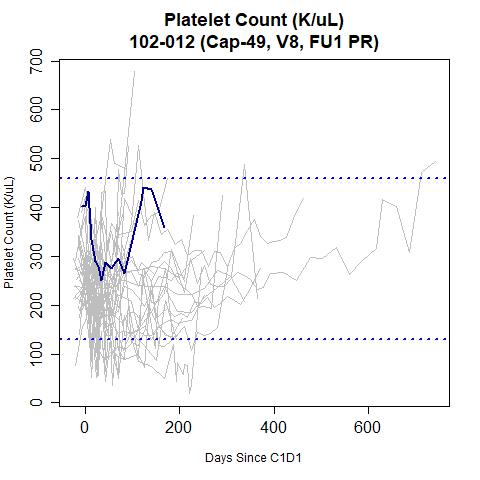 Platelet Count (K/uL)
102-012 (Cap-49, V8, FU1 PR)
Platelet Count (K/uL)
700
600
500
400
300
200
100
0
0 200 400 600
Days Since C1D1